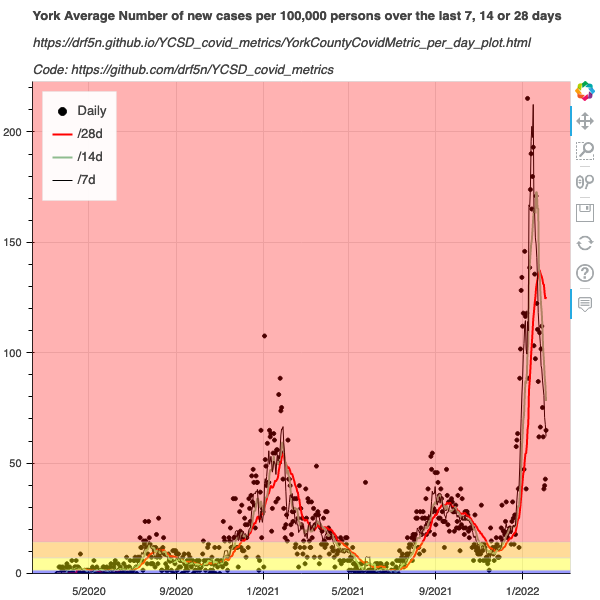 York Average Number of new cases per 100,000 persons over the last 7, 14 or 28 days
https://drf5n.github.io/YCSD_covid_metrics/YorkCountyCovidMetric_per_day_plot.html
Code: https://github.com/drf5n/YCSD_covid_metrics
Daily
/28d
/14d
/7d
200
150
100
50
0
5/2020 9/2020 1/2021 5/2021 9/2021 1/2022